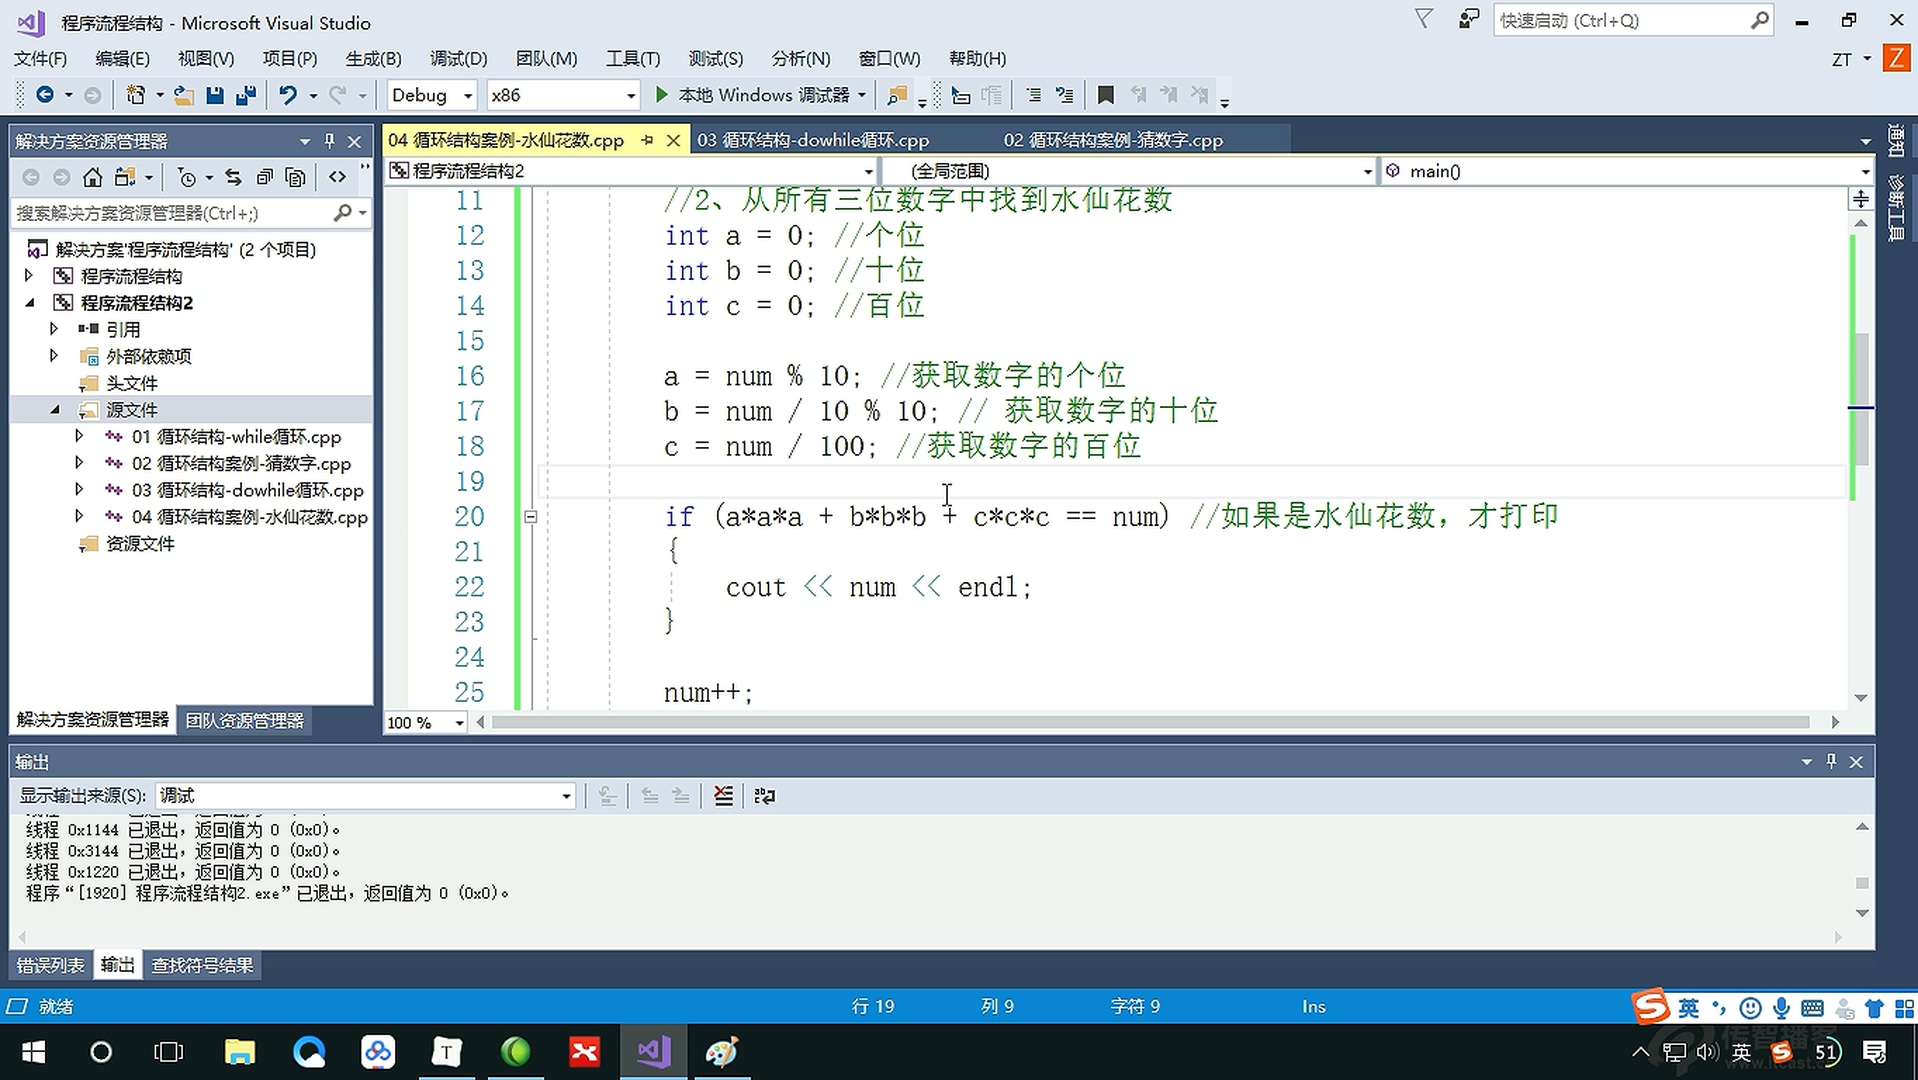 程序流程结构 - Microsoft Visual Studio
快速启动 (Ctrl+Q)
文件(F) 编辑(E) 视图(V) 项目(P) 生成(B) 调试(D) 团队(M) 工具(T) 测试(S) 分析(N) 窗口(W) 帮助(H)
ZT
Z
Debug x86 本地 Windows 调试器
解决方案资源管理器
04 循环结构案例-水仙花数.cpp 03 循环结构-dowhile循环.cpp 02 循环结构案例-猜数字.cpp
通知
诊断工具
程序流程结构2 (全局范围) main()
搜索解决方案资源管理器(Ctrl+;)
解决方案'程序流程结构' (2 个项目)
程序流程结构
程序流程结构2
引用
外部依赖项
头文件
源文件
01 循环结构-while循环.cpp
02 循环结构案例-猜数字.cpp
03 循环结构-dowhile循环.cpp
04 循环结构案例-水仙花数.cpp
资源文件
解决方案资源管理器 团队资源管理器
11 //2、从所有三位数字中找到水仙花数
12 int a = 0; //个位
13 int b = 0; //十位
14 int c = 0; //百位
15
16 a = num % 10; //获取数字的个位
17 b = num / 10 % 10; // 获取数字的十位
18 c = num / 100; //获取数字的百位
19
20 if (a*a*a + b*b*b + c*c*c == num) //如果是水仙花数，才打印
21 {
22 cout << num << endl;
23 }
24
25 num++;
100 %
输出
显示输出来源(S): 调试
线程 0x1144 已退出，返回值为 0 (0x0)。
线程 0x3144 已退出，返回值为 0 (0x0)。
线程 0x1220 已退出，返回值为 0 (0x0)。
程序“[1920] 程序流程结构2.exe”已退出，返回值为 0 (0x0)。
错误列表 输出 查找符号结果
就绪 行 19 列 9 字符 9 Ins
英
英 51
传智播客